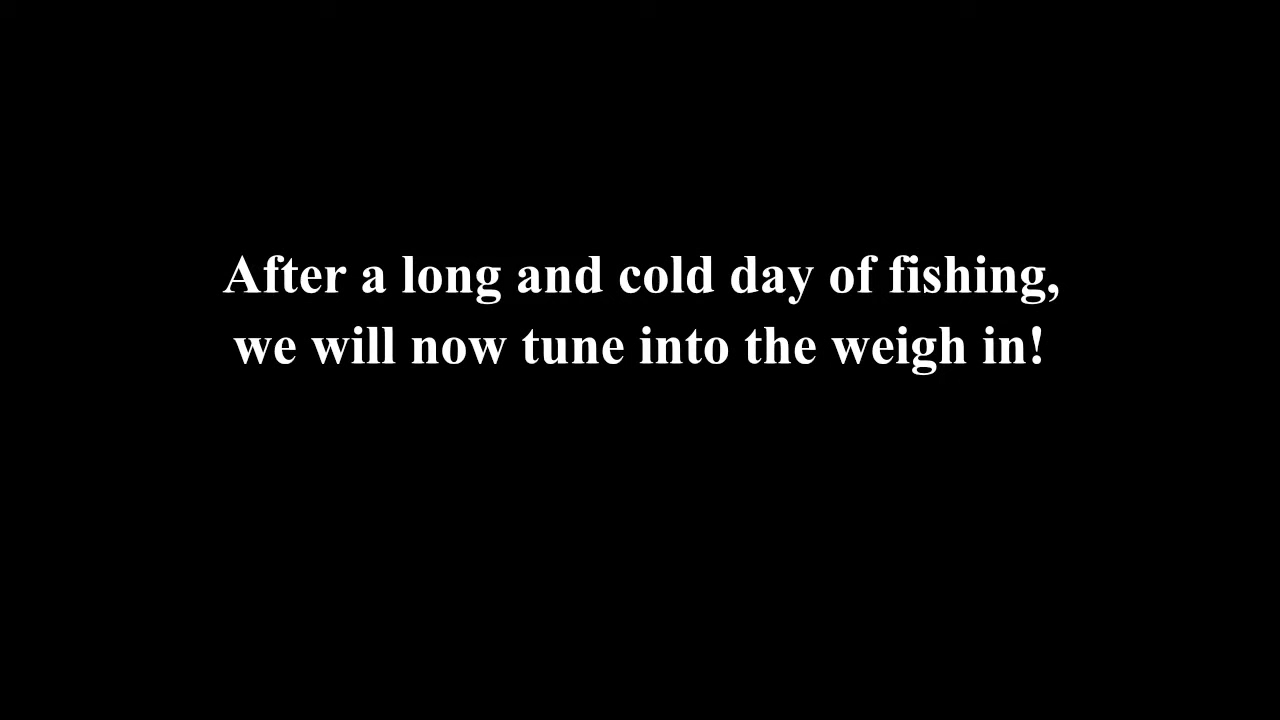 After a long and cold day of fishing,
we will now tune into the weigh in!